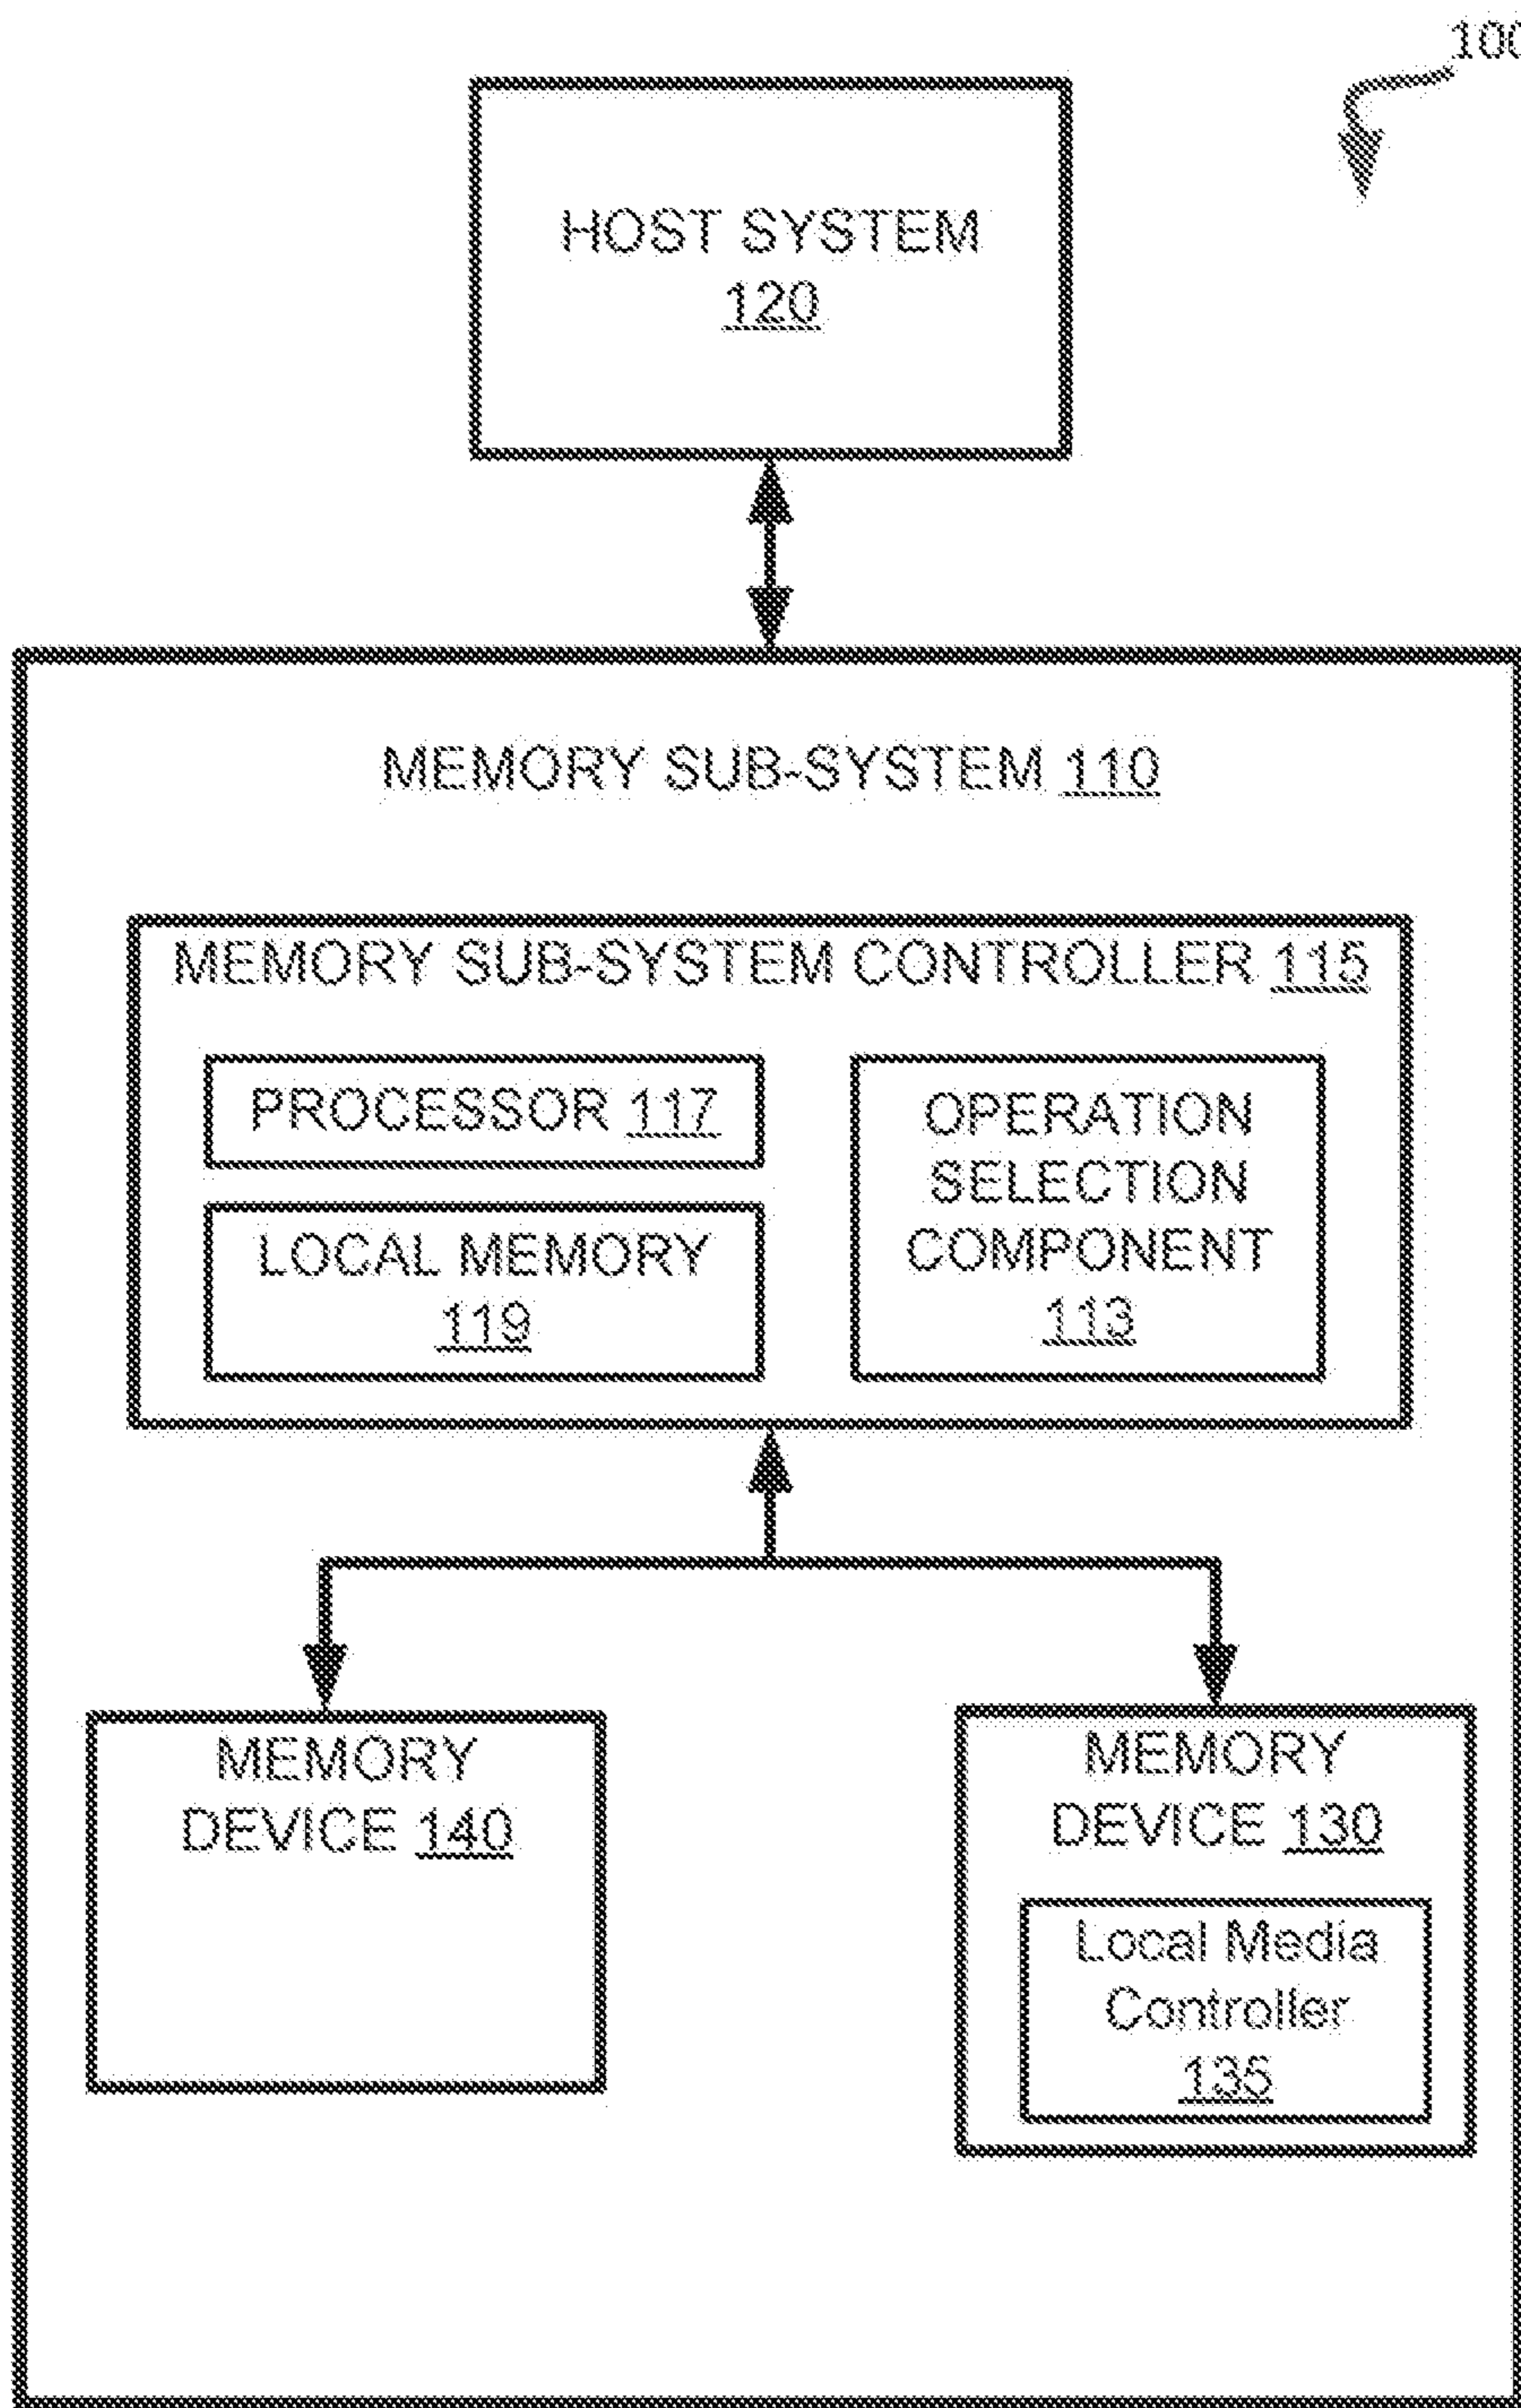 100
HOST SYSTEM
120
MEMORY SUB-SYSTEM 110
MEMORY SUB-SYSTEM CONTROLLER 115
PROCESSOR 117
LOCAL MEMORY
119
OPERATION
SELECTION
COMPONENT
113
MEMORY
DEVICE 140
MEMORY
DEVICE 130
Local Media
Controller
135